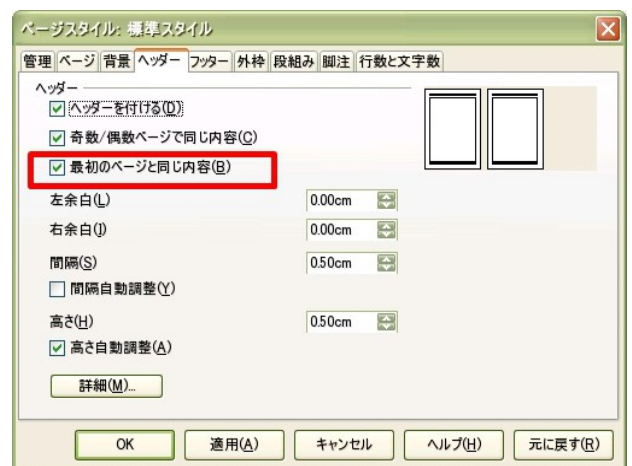 ページスタイル: 標準スタイル
管理 ページ 背景 ヘッダー フッター 外枠 段組み 脚注 行数と文字数
ヘッダー
ヘッダーを付ける(D)
奇数/偶数ページで同じ内容(C)
最初のページと同じ内容(B)
左余白(L) 0.00cm
右余白(J) 0.00cm
間隔(S) 0.50cm
間隔自動調整(Y)
高さ(H) 0.50cm
高さ自動調整(A)
詳細(M)...
OK 適用(A) キャンセル ヘルプ(H) 元に戻す(R)